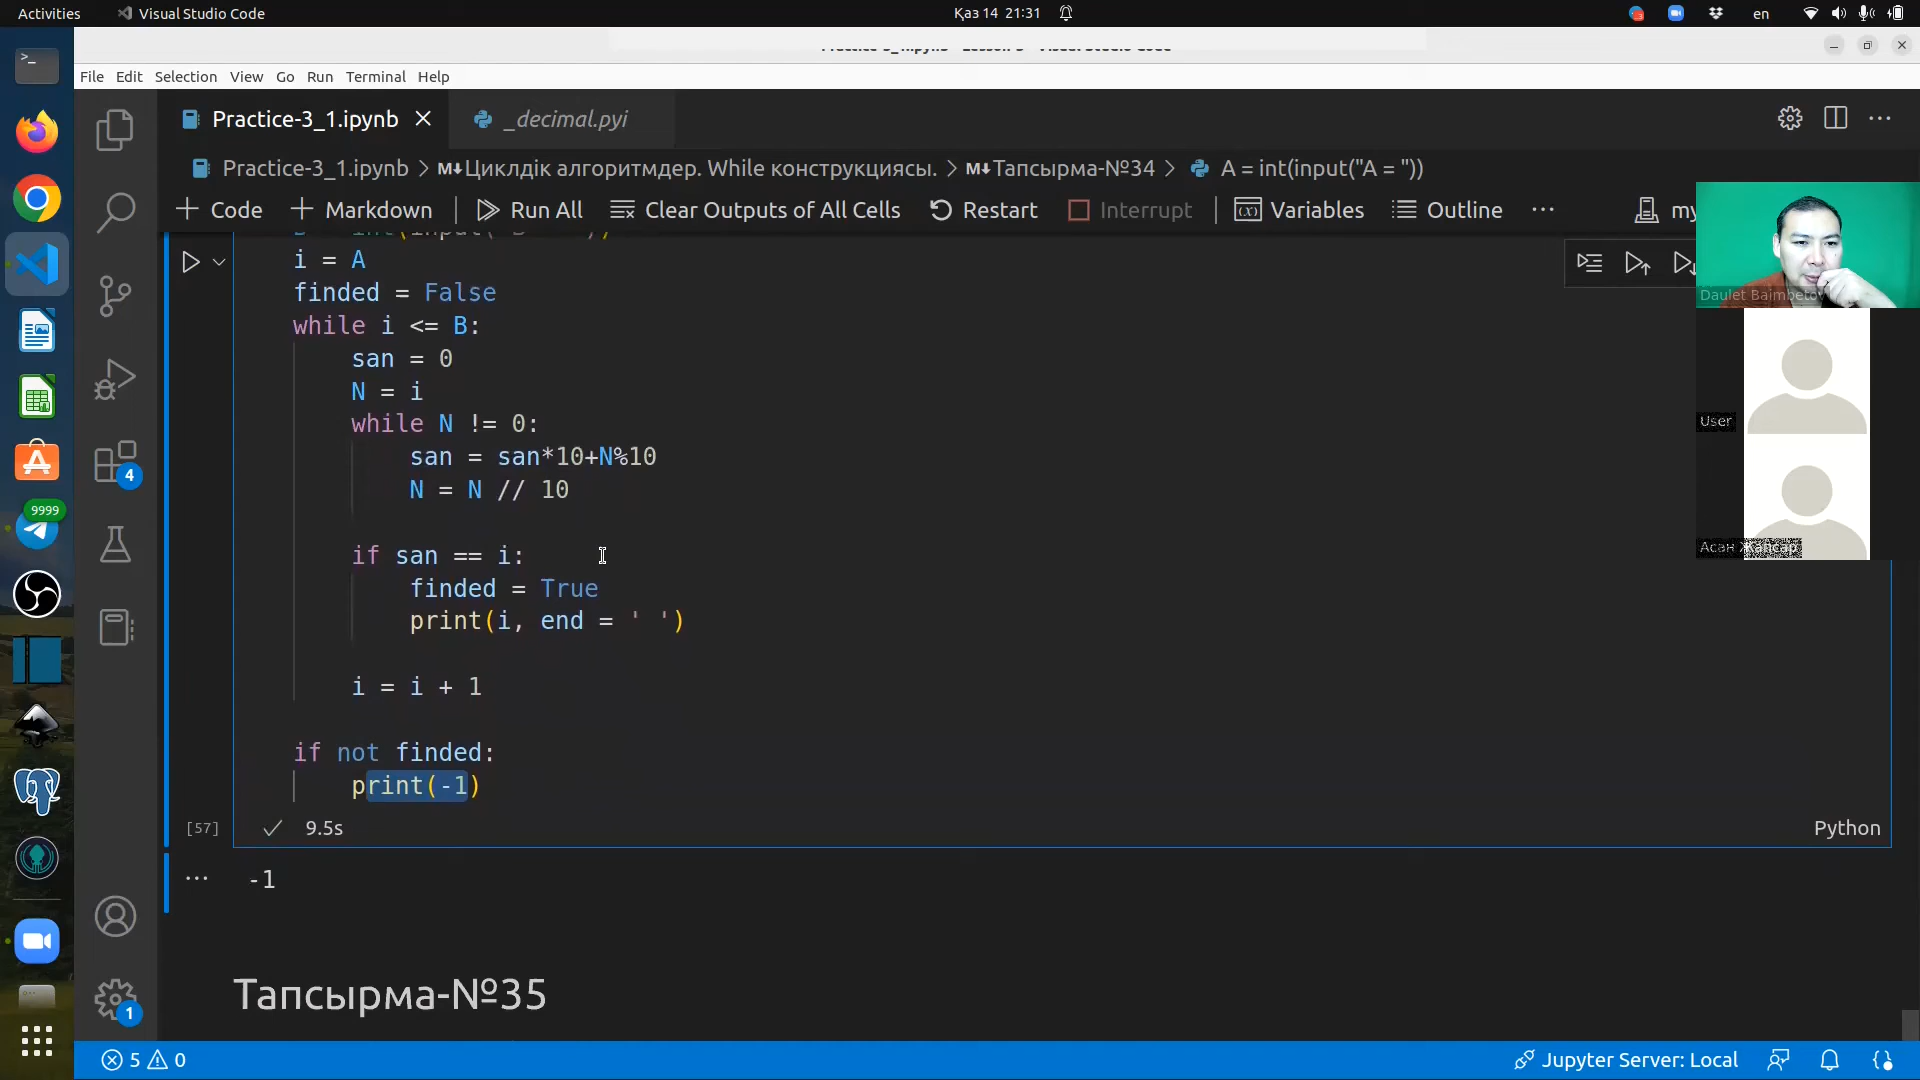 Activities
Visual Studio Code
Қаз 14 21:31
en
File Edit Selection View Go Run Terminal Help
Practice-3_1.ipynb
_decimal.pyi
Practice-3_1.ipynb > Циклдік алгоритмдер. While конструкциясы. > Тапсырма-№34 > A = int(input("A = "))
Code
Markdown
Run All
Clear Outputs of All Cells
Restart
Interrupt
Variables
Outline
my
i = A
finded = False
while i <= B:
san = 0
N = i
while N != 0:
san = san*10+N%10
N = N // 10
if san == i:
finded = True
print(i, end = ' ')
i = i + 1
if not finded:
print(-1)
[57]
9.5s
Python
-1
Тапсырма-№35
Daulet Baimbetov
User
Асан Жапсар
9999
4
1
5
0
Jupyter Server: Local